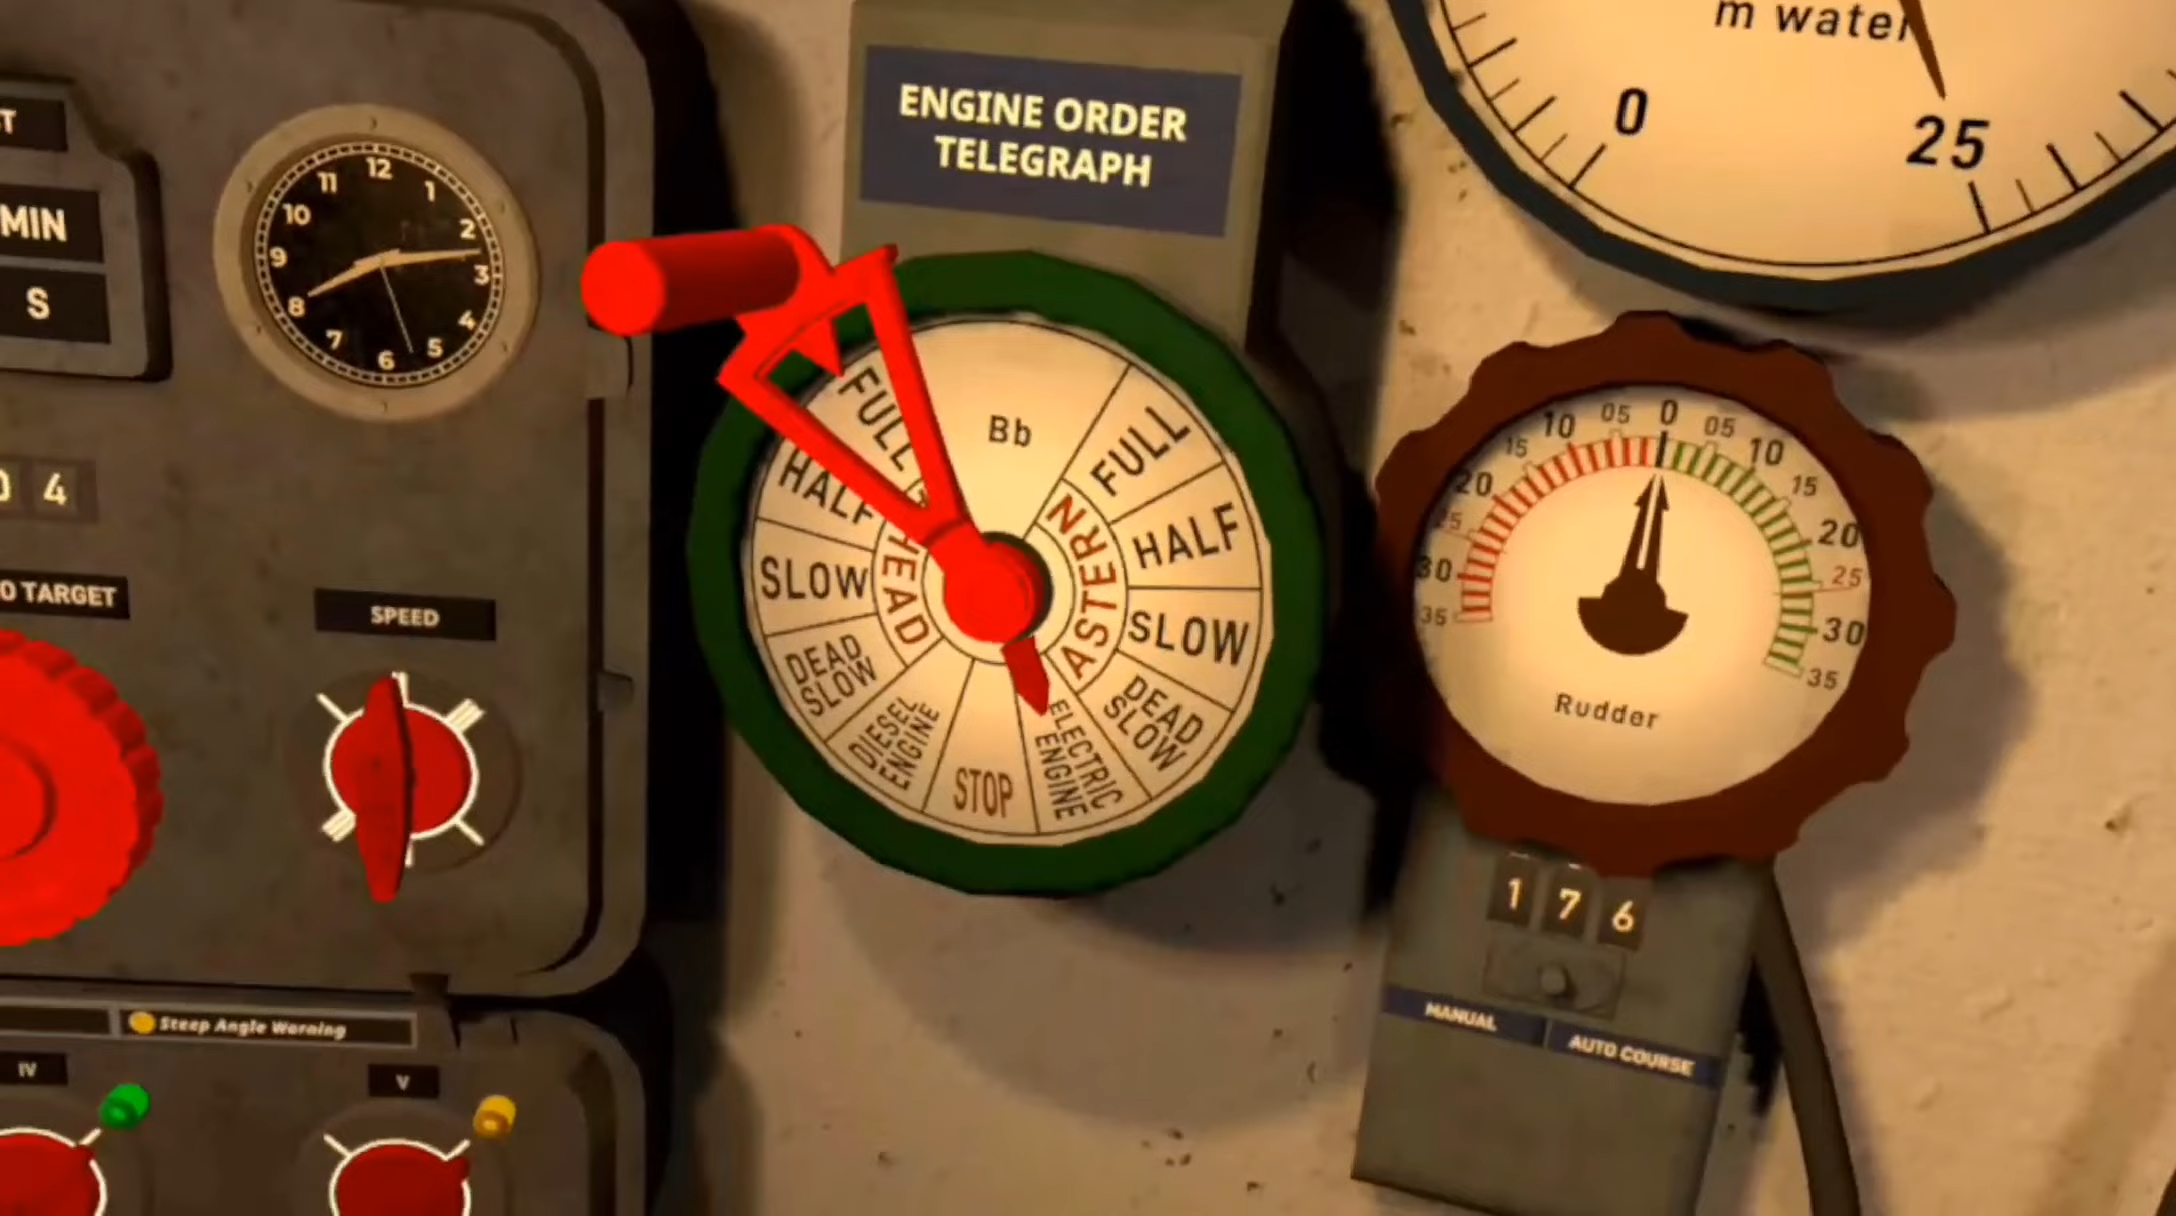 T
MIN
S
12
1
2
3
4
5
6
7
8
9
10
11
0 4
O TARGET
SPEED
Steep Angle Warning
IV
V
ENGINE ORDER
TELEGRAPH
Bb
FULL
HALF
SLOW
DEAD
SLOW
DIESEL
ENGINE
STOP
ELECTRIC
ENGINE
DEAD
SLOW
SLOW
HALF
FULL
HEAD
ASTERN
m water
0
25
35
30
25
20
15
10
05
0
05
10
15
20
25
30
35
Rudder
1 7 6
MANUAL
AUTO COURSE